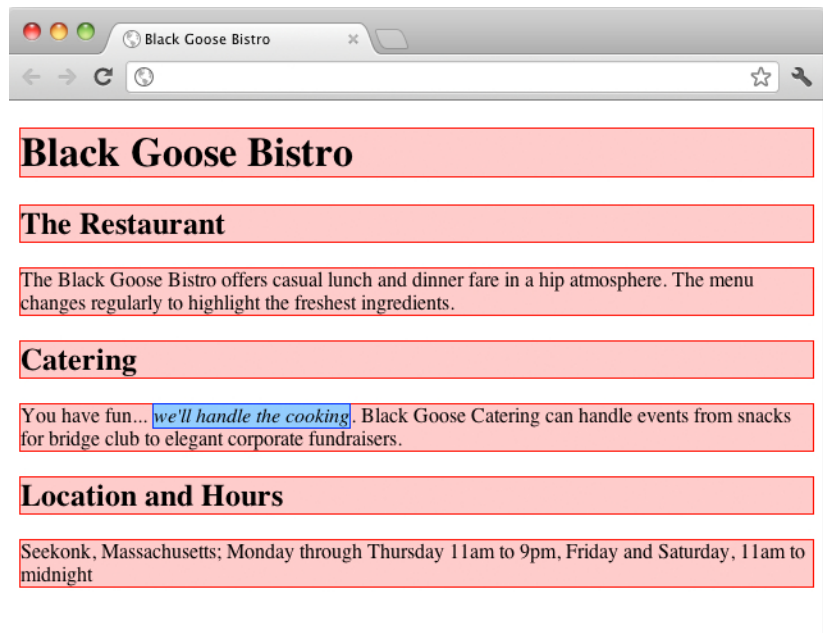 Black Goose Bistro
Black Goose Bistro
The Restaurant
The Black Goose Bistro offers casual lunch and dinner fare in a hip atmosphere. The menu
changes regularly to highlight the freshest ingredients.
Catering
You have fun... we'll handle the cooking. Black Goose Catering can handle events from snacks
for bridge club to elegant corporate fundraisers.
Location and Hours
Seekonk, Massachusetts; Monday through Thursday 11am to 9pm, Friday and Saturday, 11am to
midnight